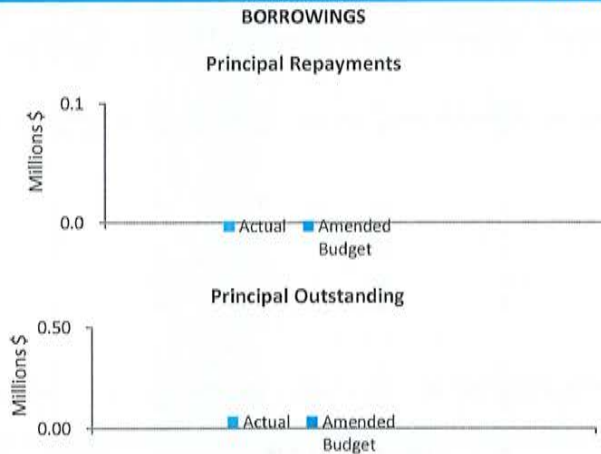 BORROWINGS
Principal Repayments
0.1
Millions $
0.0
Actual
Amended
Budget
Principal Outstanding
0.50
Millions $
0.00
Actual
Amended
Budget